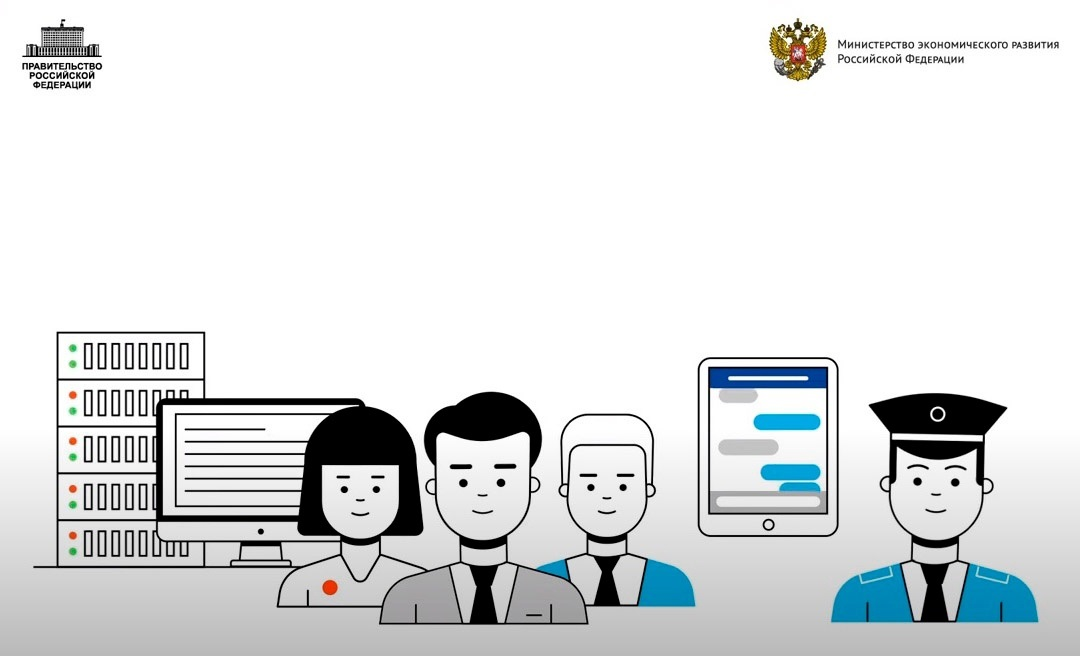 ПРАВИТЕЛЬСТВО
РОССИЙСКОЙ
ФЕДЕРАЦИИ
Министерство экономического развития
Российской Федерации